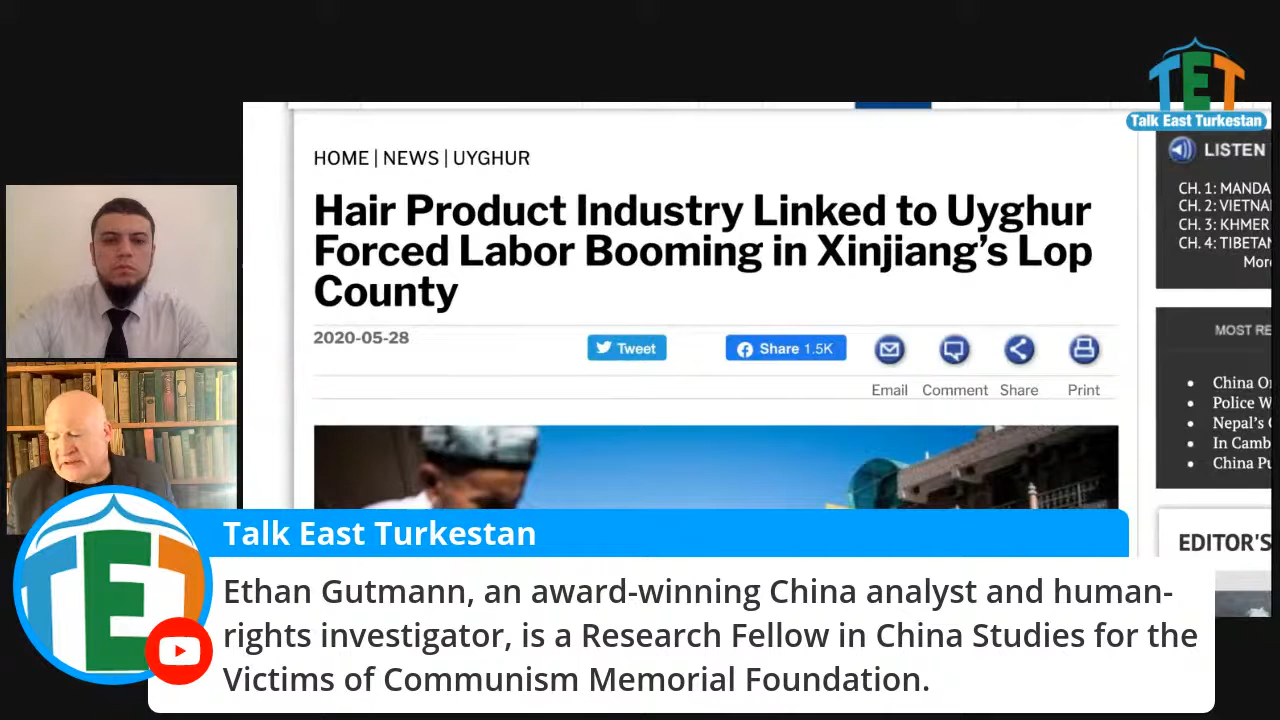 TET
Talk East Turkestan
HOME | NEWS | UYGHUR
Hair Product Industry Linked to Uyghur
Forced Labor Booming in Xinjiang's Lop
County
2020-05-28
Tweet
Share 1.5K
Email
Comment
Share
Print
LISTEN
CH. 1: MANDA
CH. 2: VIETNA
CH. 3: KHMER
CH. 4: TIBETAN
More
MOST RE
China Or
Police W
Nepal's
In Camb
China Pu
EDITOR'S
TET
Talk East Turkestan
Ethan Gutmann, an award-winning China analyst and human-
rights investigator, is a Research Fellow in China Studies for the
Victims of Communism Memorial Foundation.